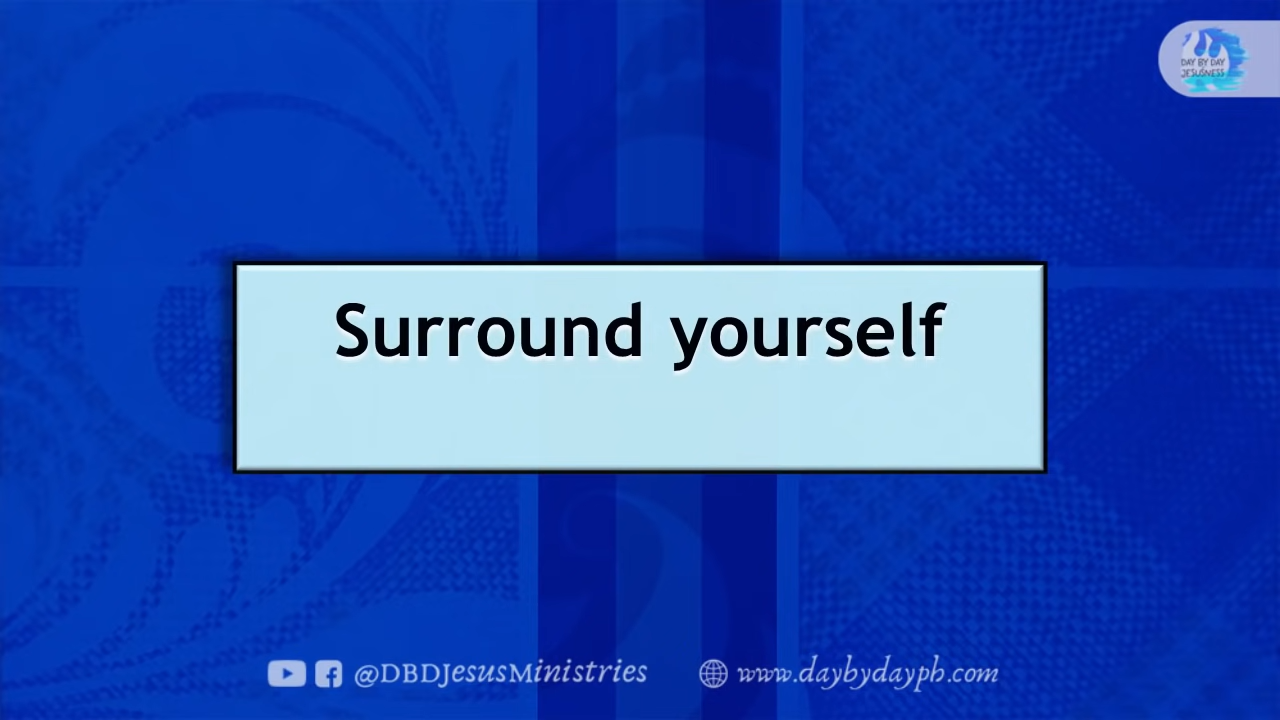 DAY BY DAY
JESUSNESS
Surround yourself
@DBDJesusMinistries
www.daybydayph.com